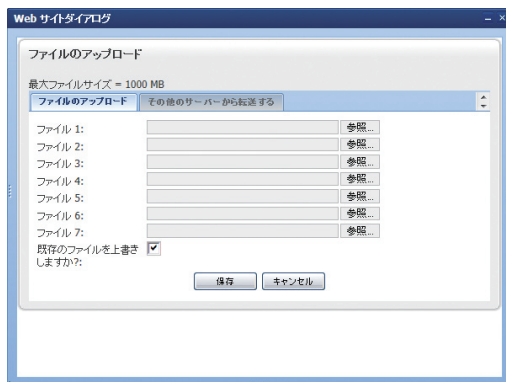 Web サイトダイアログ
ファイルのアップロード
最大ファイルサイズ = 1000 MB
ファイルのアップロード その他のサーバーから転送する
ファイル 1: 参照...
ファイル 2: 参照...
ファイル 3: 参照...
ファイル 4: 参照...
ファイル 5: 参照...
ファイル 6: 参照...
ファイル 7: 参照...
既存のファイルを上書き
しますか?:
保存 キャンセル